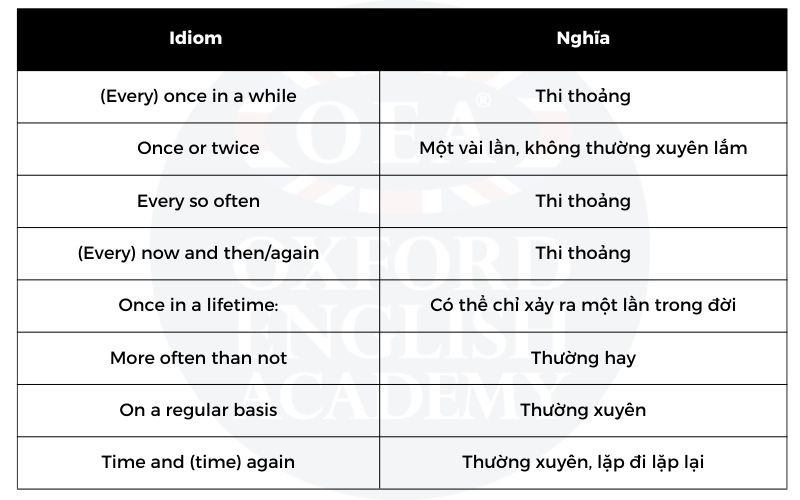 Idiom Nghĩa
(Every) once in a while Thi thoảng
Once or twice Một vài lần, không thường xuyên lắm
Every so often Thi thoảng
(Every) now and then/again Thi thoảng
Once in a lifetime: Có thể chỉ xảy ra một lần trong đời
More often than not Thường hay
On a regular basis Thường xuyên
Time and (time) again Thường xuyên, lặp đi lặp lại
OEA®
OXFORD
ENGLISH
ACADEMY